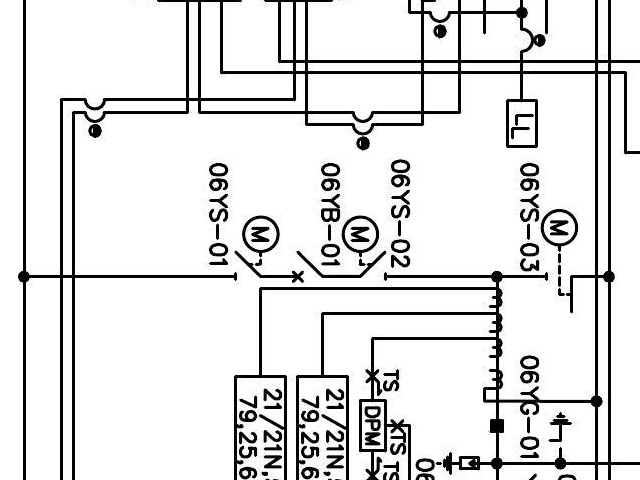 LL
06YS-01
M
06YB-01
M
06YS-02
06YS-03
M
TS
DPM
TS
TS
06YG-01
21/21N,
79,25,6
21/21N,
79,25,6
06